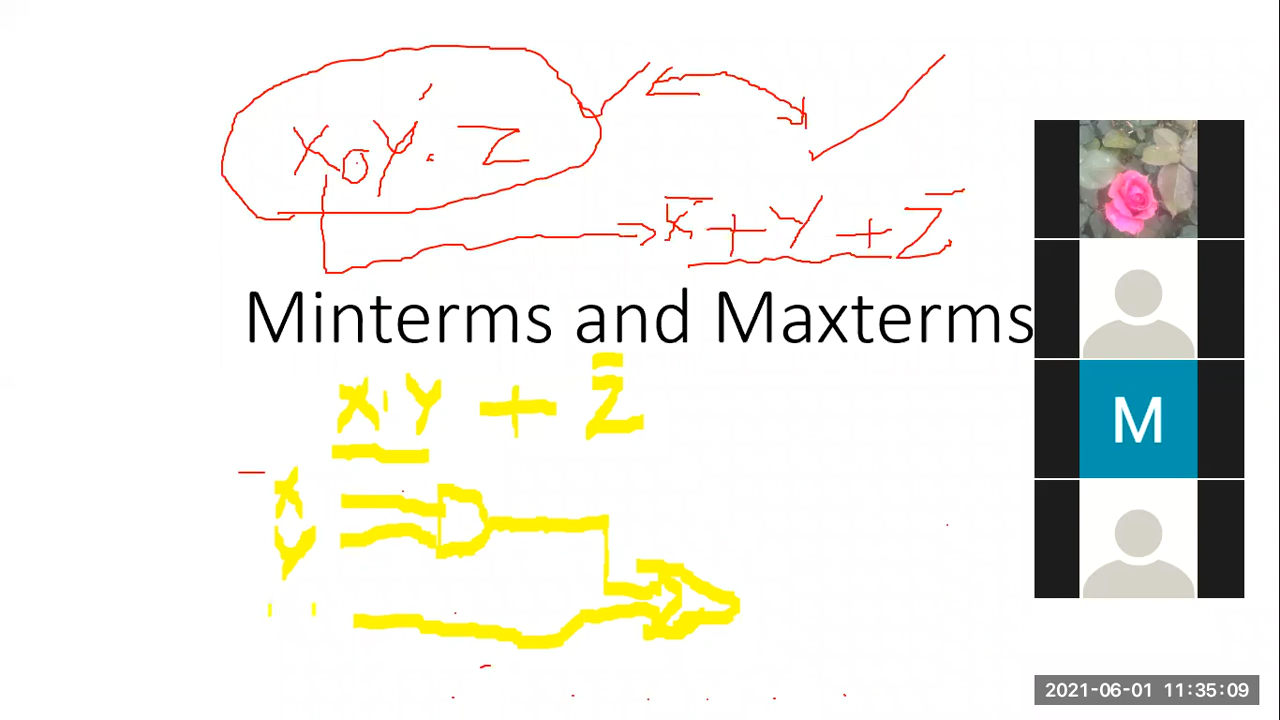 X . Y' . Z
X̅ + Y + Z̅
Minterms and Maxterms
X.Y + Z̅
X
Y
M
2021-06-01 11:35:09